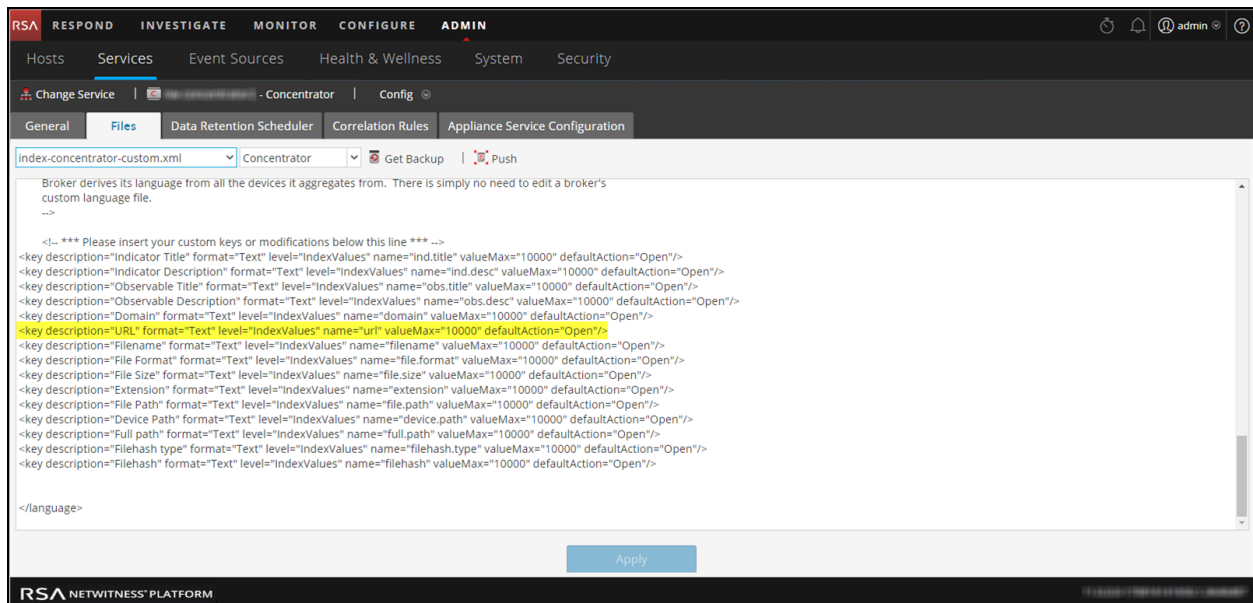 RSA RESPOND INVESTIGATE MONITOR CONFIGURE ADMIN admin ?
Hosts Services Event Sources Health & Wellness System Security
Change Service | - Concentrator | Config
General Files Data Retention Scheduler Correlation Rules Appliance Service Configuration
index-concentrator-custom.xml Concentrator Get Backup | Push
Broker derives its language from all the devices it aggregates from. There is simply no need to edit a broker's
custom language file.
-->
<!-- *** Please insert your custom keys or modifications below this line *** -->
<key description="Indicator Title" format="Text" level="IndexValues" name="ind.title" valueMax="10000" defaultAction="Open"/>
<key description="Indicator Description" format="Text" level="IndexValues" name="ind.desc" valueMax="10000" defaultAction="Open"/>
<key description="Observable Title" format="Text" level="IndexValues" name="obs.title" valueMax="10000" defaultAction="Open"/>
<key description="Observable Description" format="Text" level="IndexValues" name="obs.desc" valueMax="10000" defaultAction="Open"/>
<key description="Domain" format="Text" level="IndexValues" name="domain" valueMax="10000" defaultAction="Open"/>
<key description="URL" format="Text" level="IndexValues" name="url" valueMax="10000" defaultAction="Open"/>
<key description="Filename" format="Text" level="IndexValues" name="filename" valueMax="10000" defaultAction="Open"/>
<key description="File Format" format="Text" level="IndexValues" name="file.format" valueMax="10000" defaultAction="Open"/>
<key description="File Size" format="Text" level="IndexValues" name="file.size" valueMax="10000" defaultAction="Open"/>
<key description="Extension" format="Text" level="IndexValues" name="extension" valueMax="10000" defaultAction="Open"/>
<key description="File Path" format="Text" level="IndexValues" name="file.path" valueMax="10000" defaultAction="Open"/>
<key description="Device Path" format="Text" level="IndexValues" name="device.path" valueMax="10000" defaultAction="Open"/>
<key description="Full path" format="Text" level="IndexValues" name="full.path" valueMax="10000" defaultAction="Open"/>
<key description="Filehash type" format="Text" level="IndexValues" name="filehash.type" valueMax="10000" defaultAction="Open"/>
<key description="Filehash" format="Text" level="IndexValues" name="filehash" valueMax="10000" defaultAction="Open"/>
</language>
Apply
RSA NETWITNESS® PLATFORM